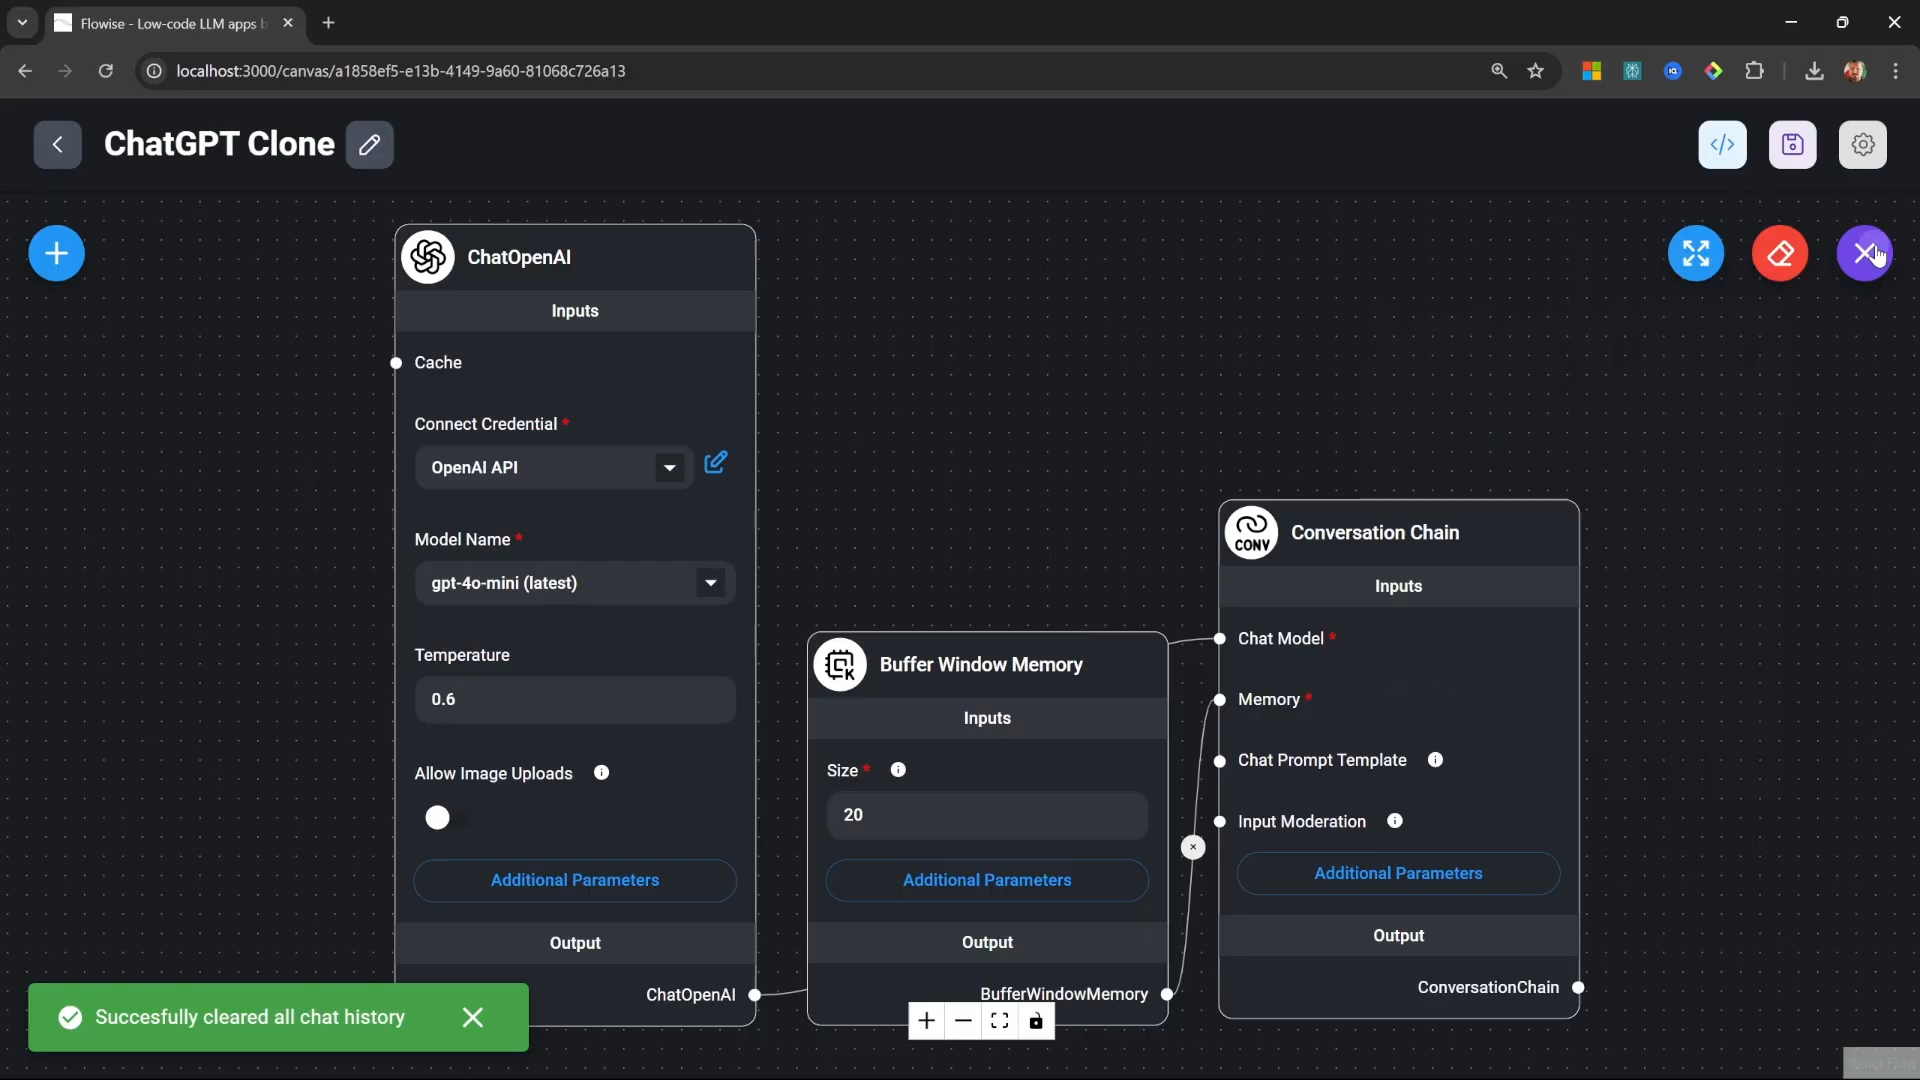 Flowise - Low-code LLM apps b
localhost:3000/canvas/a1858ef5-e13b-4149-9a60-81068c726a13
ChatGPT Clone
ChatOpenAI
Inputs
Cache
Connect Credential *
OpenAI API
Model Name *
gpt-4o-mini (latest)
Temperature
0.6
Allow Image Uploads
Additional Parameters
Output
ChatOpenAI
Buffer Window Memory
Inputs
Size *
20
Additional Parameters
Output
BufferWindowMemory
CONV
Conversation Chain
Inputs
Chat Model *
Memory *
Chat Prompt Template
Input Moderation
Additional Parameters
Output
ConversationChain
Succesfully cleared all chat history